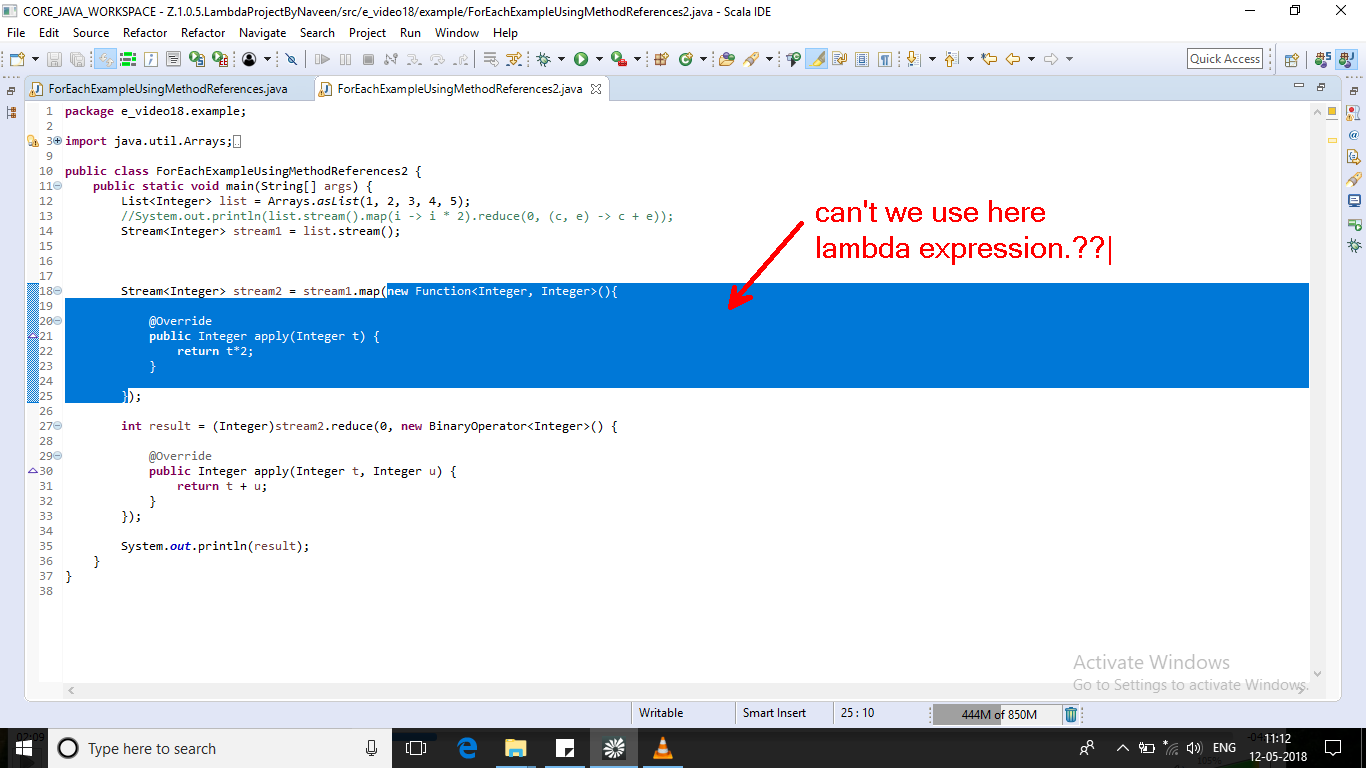 CORE_JAVA_WORKSPACE - Z.1.0.5.LambdaProjectByNaveen/src/e_video18/example/ForEachExampleUsingMethodReferences2.java - Scala IDE
File Edit Source Refactor Refactor Navigate Search Project Run Window Help
Quick Access
ForEachExampleUsingMethodReferences.java ForEachExampleUsingMethodReferences2.java
1 package e_video18.example;
2
3 import java.util.Arrays;
9
10 public class ForEachExampleUsingMethodReferences2 {
11 public static void main(String[] args) {
12 List<Integer> list = Arrays.asList(1, 2, 3, 4, 5);
13 //System.out.println(list.stream().map(i -> i * 2).reduce(0, (c, e) -> c + e));
14 Stream<Integer> stream1 = list.stream();
15
16
17
18 Stream<Integer> stream2 = stream1.map(new Function<Integer, Integer>(){
19
20 @Override
21 public Integer apply(Integer t) {
22 return t*2;
23 }
24
25 });
26
27 int result = (Integer)stream2.reduce(0, new BinaryOperator<Integer>() {
28
29 @Override
30 public Integer apply(Integer t, Integer u) {
31 return t + u;
32 }
33 });
34
35 System.out.println(result);
36 }
37 }
38
can't we use here
lambda expression.??|
Activate Windows
Go to Settings to activate Windows.
Writable Smart Insert 25 : 10 444M of 850M
Type here to search
ENG
11:12
12-05-2018